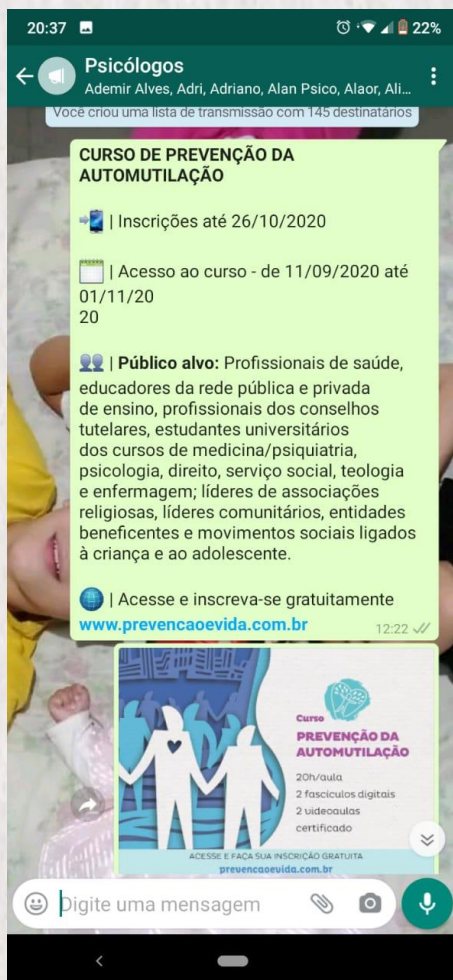 20:37
22%
Psicólogos
Ademir Alves, Adri, Adriano, Alan Psico, Alaor, Ali...
Você criou uma lista de transmissão com 145 destinatários
CURSO DE PREVENÇÃO DA
AUTOMUTILAÇÃO
| Inscrições até 26/10/2020
| Acesso ao curso - de 11/09/2020 até
01/11/20
20
| Público alvo: Profissionais de saúde,
educadores da rede pública e privada
de ensino, profissionais dos conselhos
tutelares, estudantes universitários
dos cursos de medicina/psiquiatria,
psicologia, direito, serviço social, teologia
e enfermagem; líderes de associações
religiosas, líderes comunitários, entidades
beneficentes e movimentos sociais ligados
à criança e ao adolescente.
| Acesse e inscreva-se gratuitamente
www.prevencaoevida.com.br
12:22
Curso
PREVENÇÃO DA
AUTOMUTILAÇÃO
20h/aula
2 fascículos digitais
2 videoaulas
certificado
ACESSE E FAÇA SUA INSCRIÇÃO GRATUITA
prevencaoevida.com.br
Digite uma mensagem